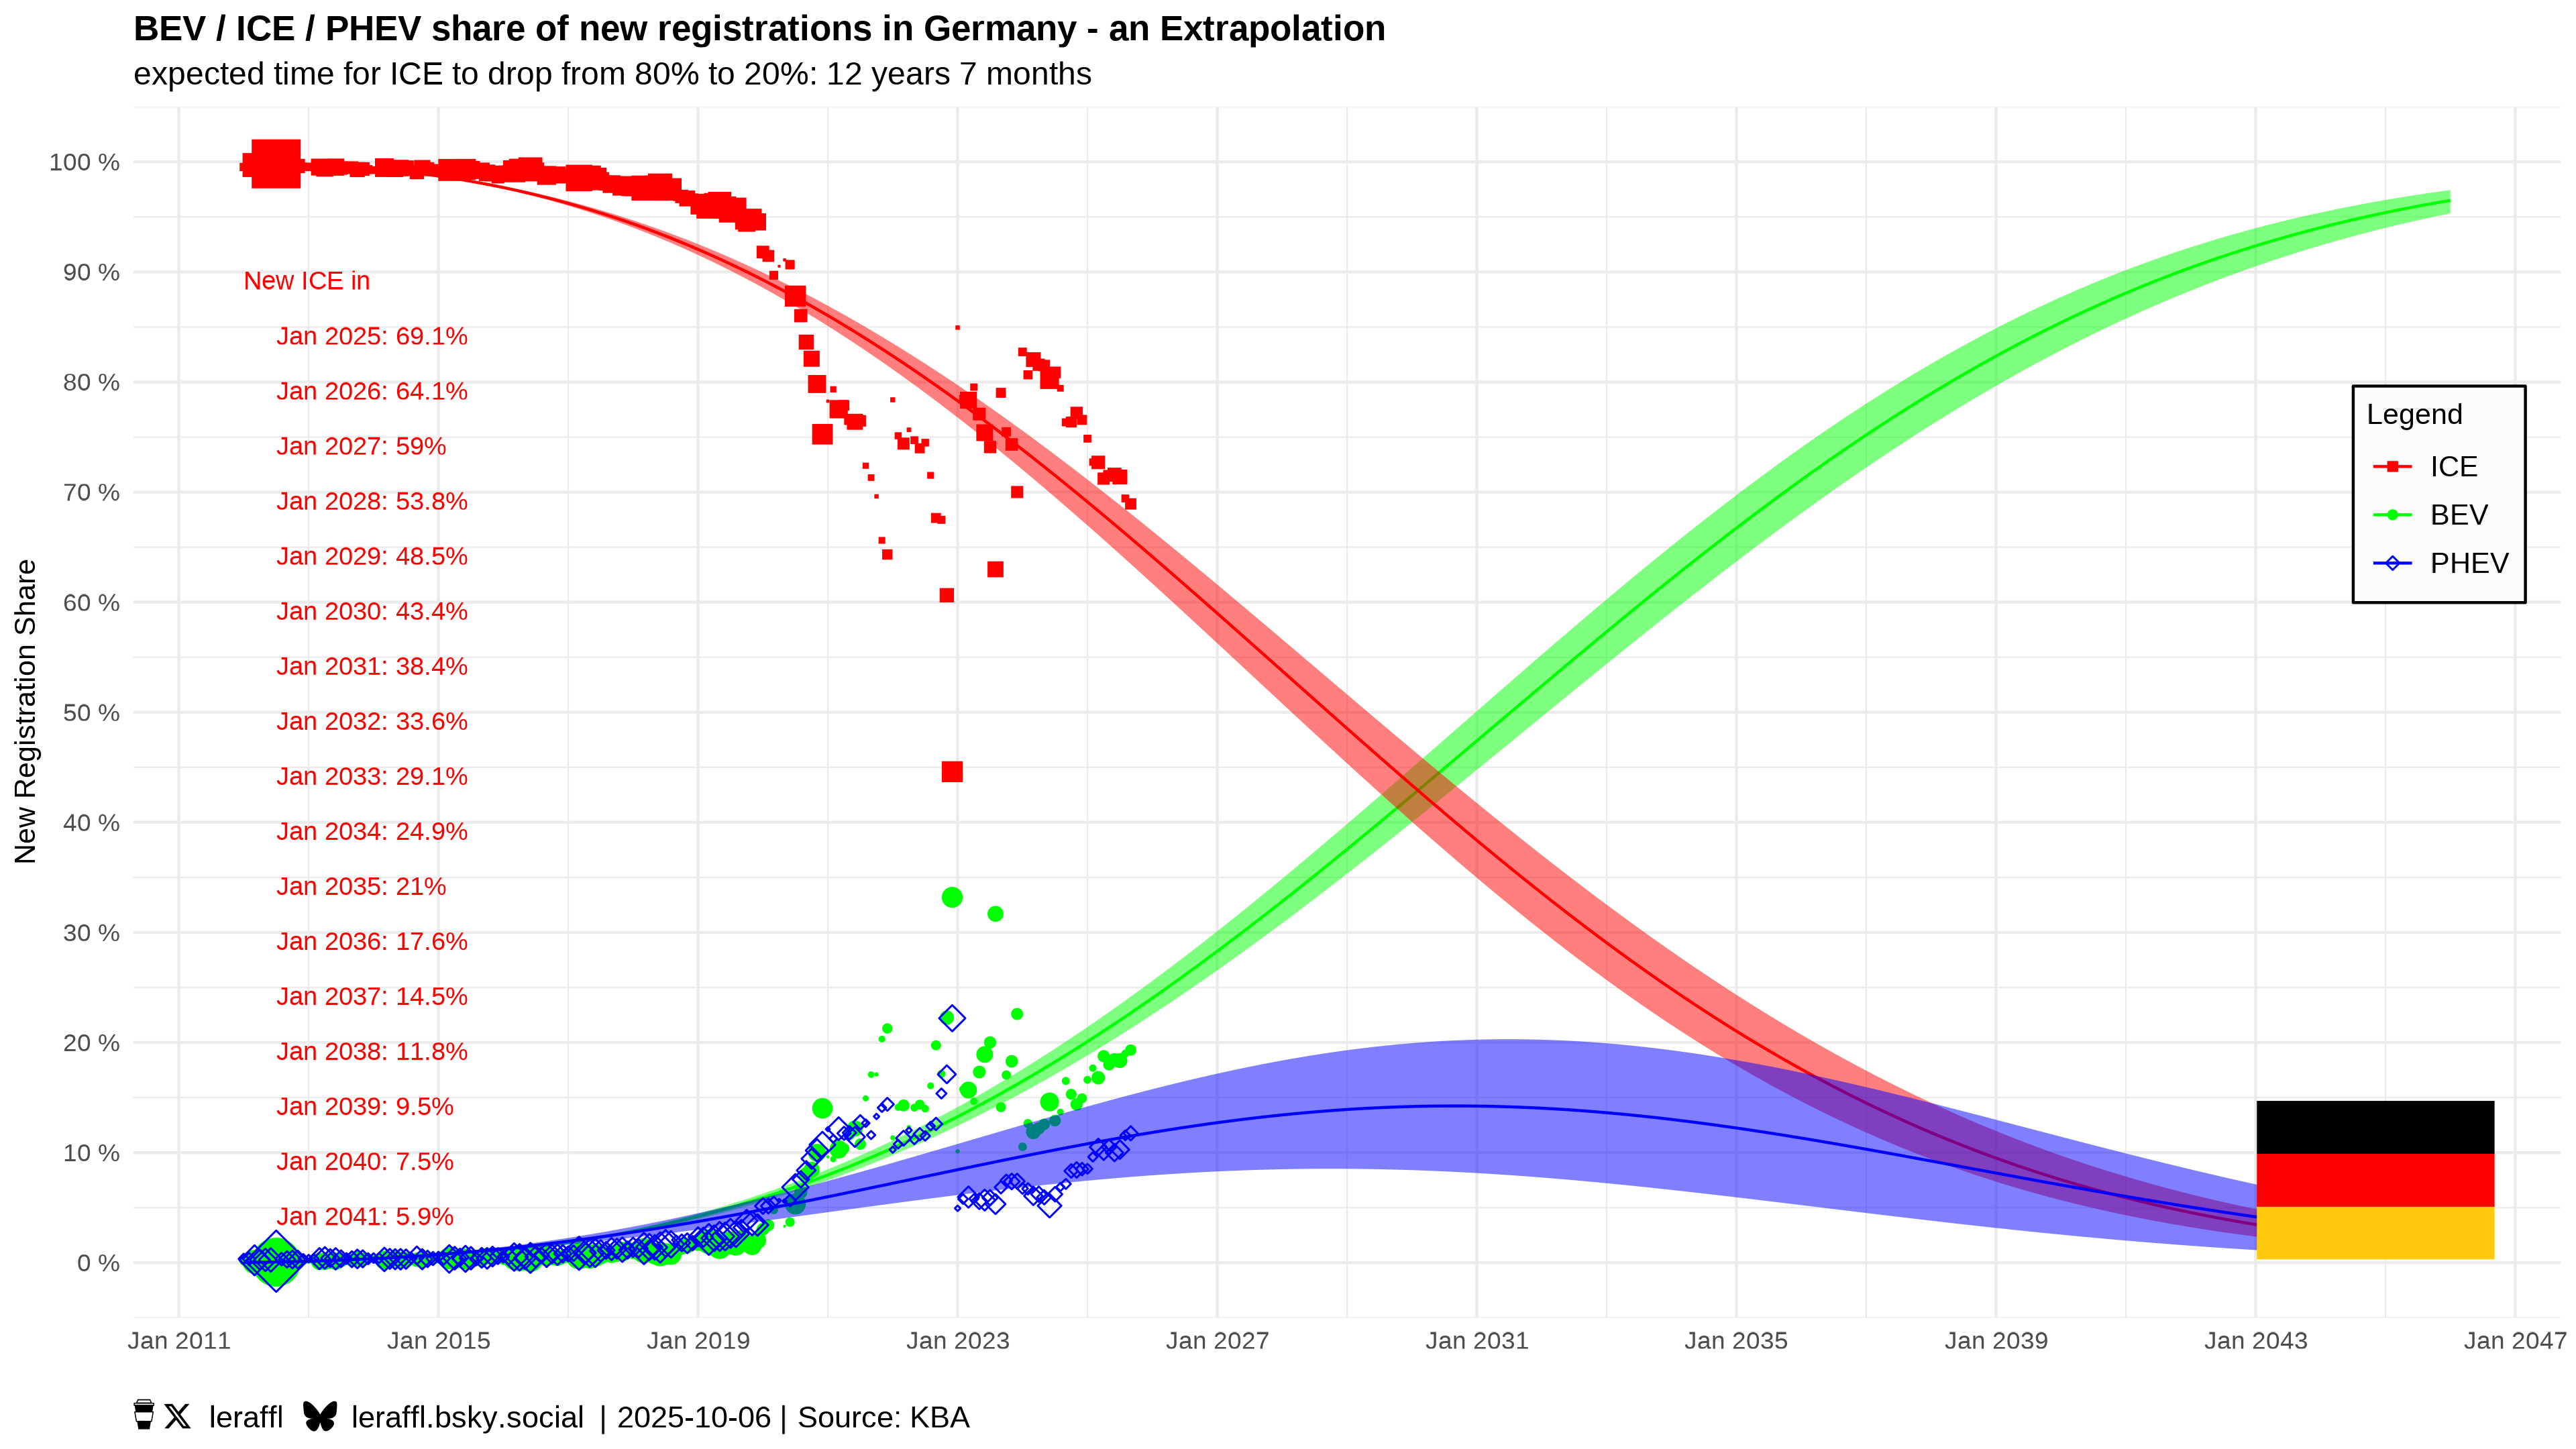 BEV / ICE / PHEV share of new registrations in Germany - an Extrapolation
expected time for ICE to drop from 80% to 20%: 12 years 7 months
New Registration Share
100 %
90 %
80 %
70 %
60 %
50 %
40 %
30 %
20 %
10 %
0 %
New ICE in
Jan 2025: 69.1%
Jan 2026: 64.1%
Jan 2027: 59%
Jan 2028: 53.8%
Jan 2029: 48.5%
Jan 2030: 43.4%
Jan 2031: 38.4%
Jan 2032: 33.6%
Jan 2033: 29.1%
Jan 2034: 24.9%
Jan 2035: 21%
Jan 2036: 17.6%
Jan 2037: 14.5%
Jan 2038: 11.8%
Jan 2039: 9.5%
Jan 2040: 7.5%
Jan 2041: 5.9%
Legend
ICE
BEV
PHEV
Jan 2011 Jan 2015 Jan 2019 Jan 2023 Jan 2027 Jan 2031 Jan 2035 Jan 2039 Jan 2043 Jan 2047
leraffl leraffl.bsky.social | 2025-10-06 | Source: KBA